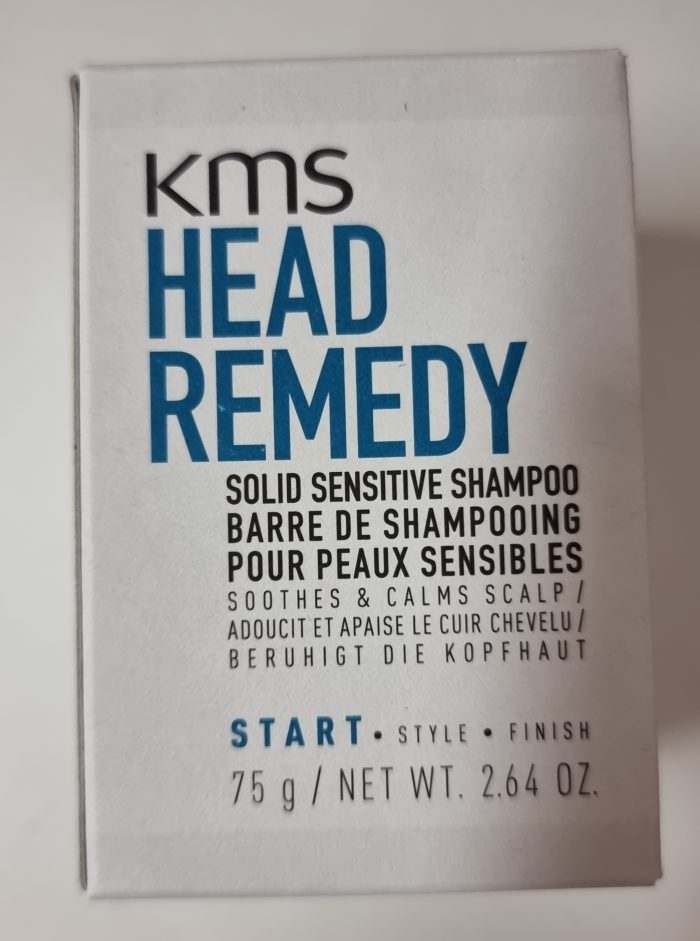 kms
HEAD
REMEDY
SOLID SENSITIVE SHAMPOO
BARRE DE SHAMPOOING
POUR PEAUX SENSIBLES
SOOTHES & CALMS SCALP /
ADOUCIT ET APAISE LE CUIR CHEVELU /
BERUHIGT DIE KOPFHAUT
START • STYLE • FINISH
75 g / NET WT. 2.64 OZ.